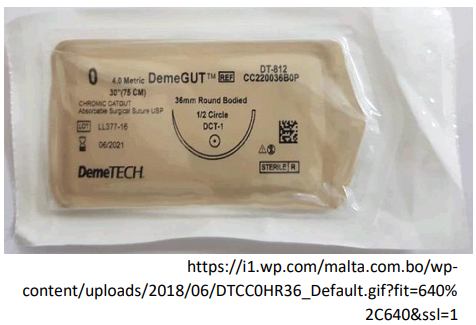 0 4.0 Metric DemeGUT™ REF DT-812
CC220036B0P
30"(75 CM)
CHROMIC CATGUT
Absorbable Surgical Suture USP
36mm Round Bodied
1/2 Circle
DCT-1
LOT LL377-16
06/2021
DemeTECH
STERILE R
https://i1.wp.com/malta.com.bo/wp-
content/uploads/2018/06/DTCC0HR36_Default.gif?fit=640%
2C640&ssl=1